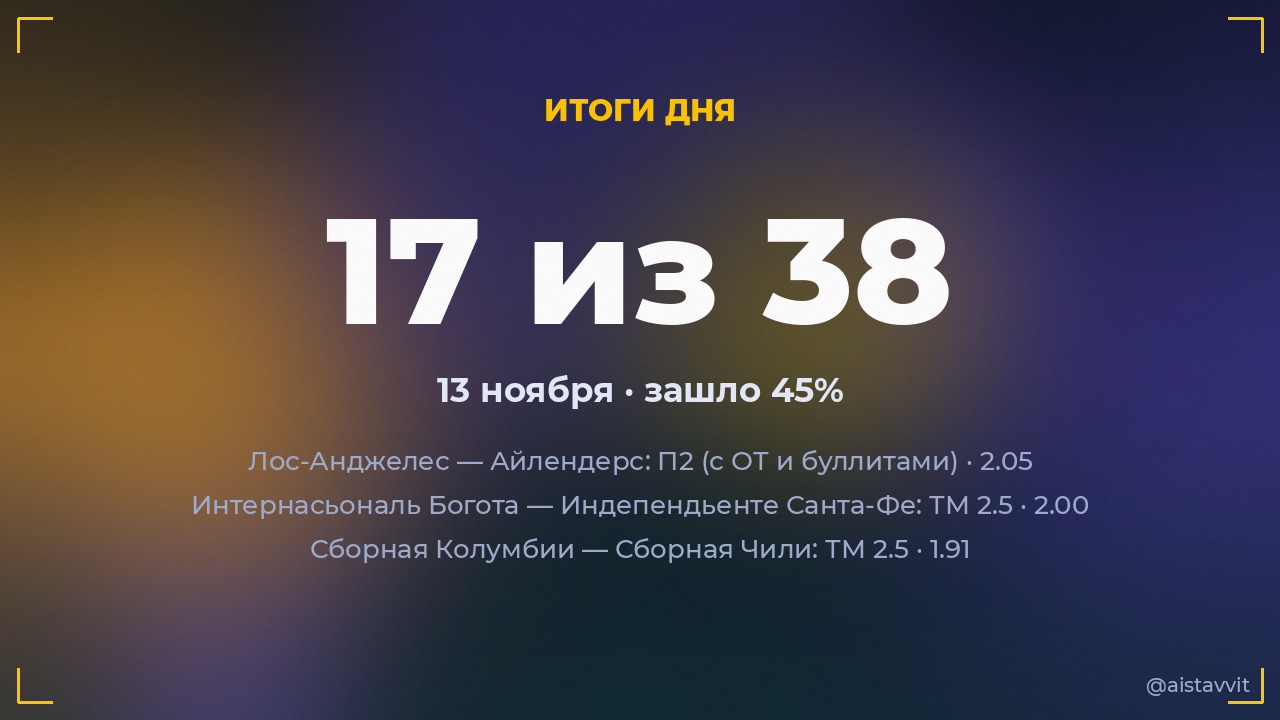 ИТОГИ ДНЯ
17 из 38
13 ноября · зашло 45%
Лос-Анджелес — Айлендерс: П2 (с ОТ и буллитами) · 2.05
Интернасьональ Богота — Индепендьенте Санта-Фе: ТМ 2.5 · 2.00
Сборная Колумбии — Сборная Чили: ТМ 2.5 · 1.91
@aistavvit